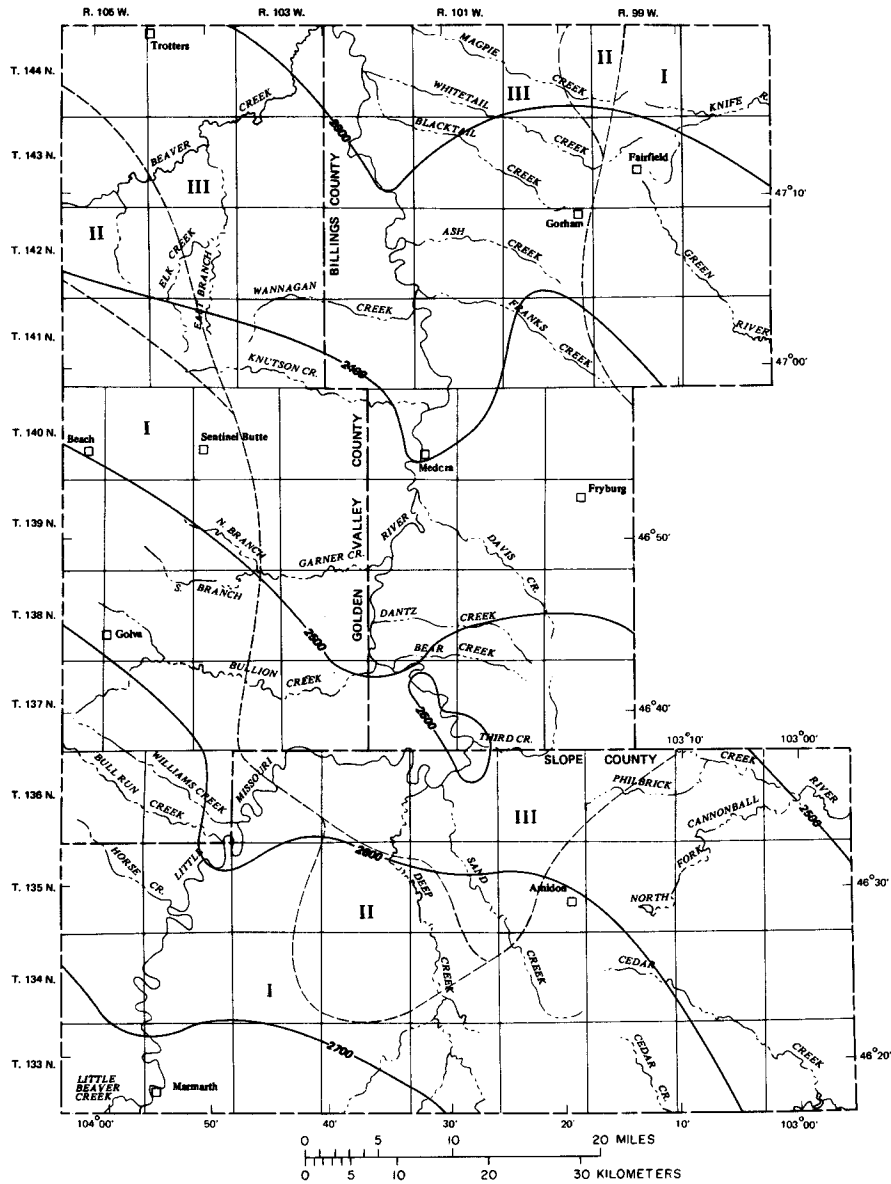 R. 105 W. R. 103 W. R. 101 W. R. 99 W.
T. 144 N.
Trotters
MAGPIE
CREEK
II
I
WHITETAIL
III
CREEK
BEAVER
CREEK
KNIFE R.
BLACKTAIL
CREEK
T. 143 N.
III
BILLINGS COUNTY
Fairfield
CREEK
47°10'
Gorham
T. 142 N.
II
ELK CREEK
EAST BRANCH
ASH
CREEK
GREEN
RIVER
WANNAGAN
CREEK
FRANKS
CREEK
T. 141 N.
2400
KNUTSON CR.
47°00'
T. 140 N.
I
Beach
Sentinel Butte
Medora
Fryburg
GOLDEN VALLEY COUNTY
T. 139 N.
N. BRANCH
GARNER CR.
RIVER
DAVIS
CR.
46°50'
S. BRANCH
T. 138 N.
Golva
DANTZ
CREEK
BEAR CREEK
BULLION
CREEK
2500
T. 137 N.
2500
46°40'
THIRD CR.
103°10'
103°00'
SLOPE COUNTY
T. 136 N.
WILLIAMS CREEK
BULL RUN
CREEK
LITTLE
MISSOURI
III
PHILBRICK
CREEK
CANNONBALL
RIVER
2500
NORTH
FORK
T. 135 N.
HORSE CR.
2600
DEEP
CREEK
SAND
CREEK
Amidon
46°30'
II
T. 134 N.
I
CEDAR
CREEK
T. 133 N.
2700
CEDAR
CR.
46°20'
LITTLE
BEAVER
CREEK
Marmarth
104°00' 50' 40' 30' 20' 10' 103°00'
0 5 10 20 MILES
0 5 10 20 30 KILOMETERS